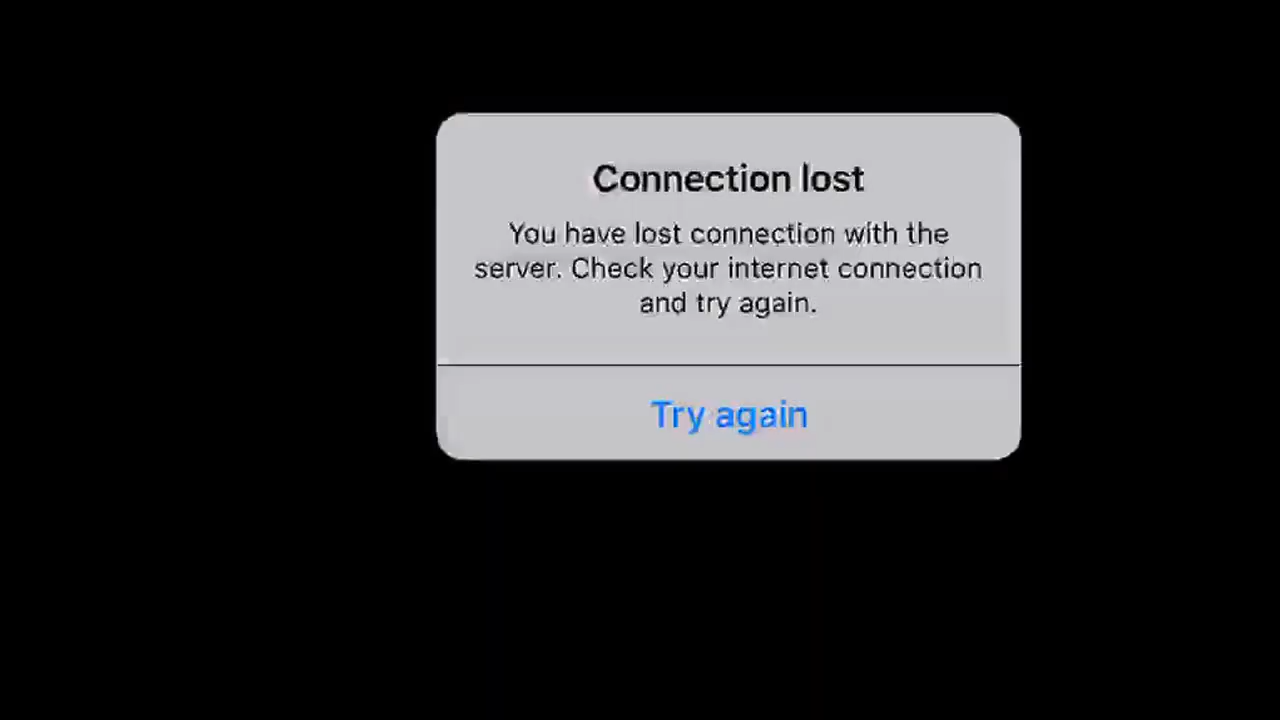 Connection lost
You have lost connection with the
server. Check your internet connection
and try again.
Try again